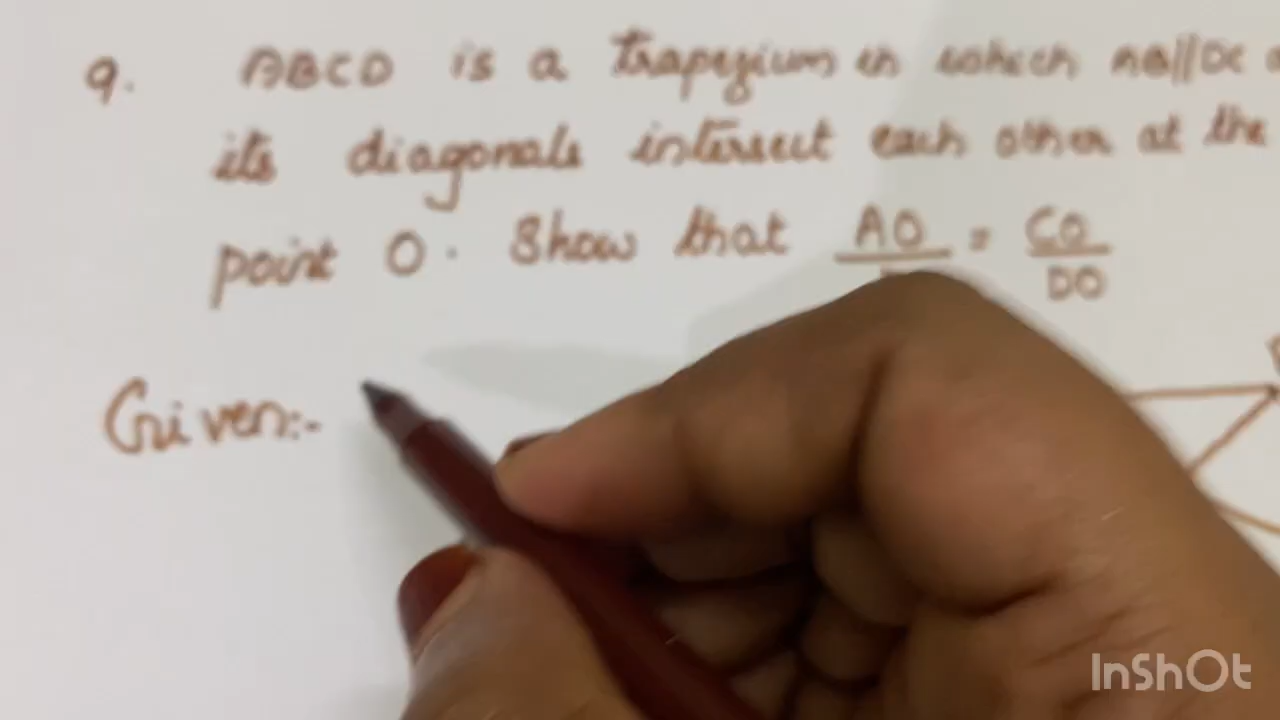 9. ABCD is a trapezium in which AB//DC
its diagonals intersect each other at the
point O. Show that AO = CO
DO
Given:-
InShOt